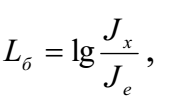 L_б = lg J_x / J_e ,